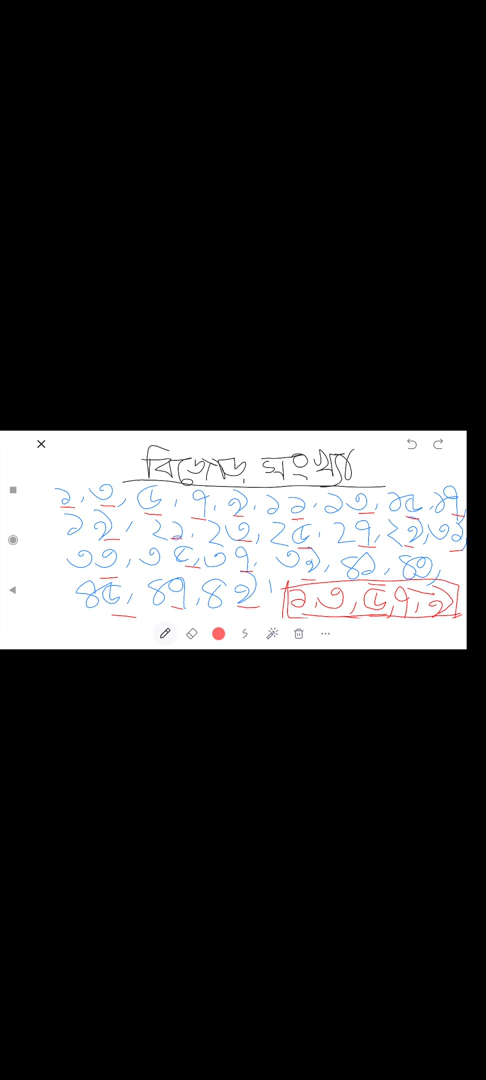 বিজোড় সংখ্যা
১, ৩, ৫, ৭, ৯, ১১, ১৩, ১৫, ১৭,
১৯, ২১, ২৩, ২৫, ২৭, ২৯, ৩১
৩৩, ৩৫, ৩৭, ৩৯, ৪১, ৪৩,
৪৫, ৪৭, ৪৯।
১, ৩, ৫, ৭, ৯